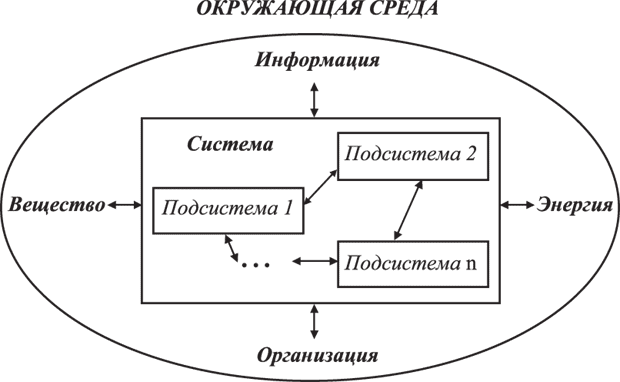 ОКРУЖАЮЩАЯ СРЕДА
Информация
Система
Подсистема 2
Вещество
Подсистема 1
Энергия
...
Подсистема n
Организация